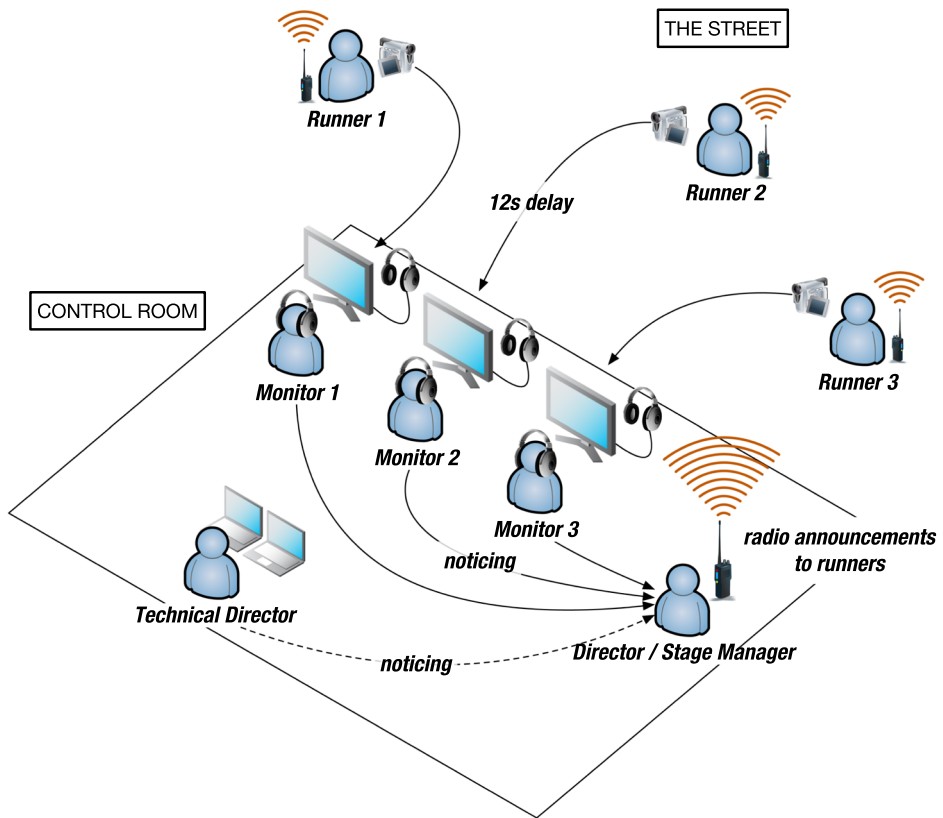 THE STREET
Runner 1
Runner 2
12s delay
CONTROL ROOM
Runner 3
Monitor 1
Monitor 2
Monitor 3
noticing
radio announcements
to runners
Technical Director
Director / Stage Manager
noticing